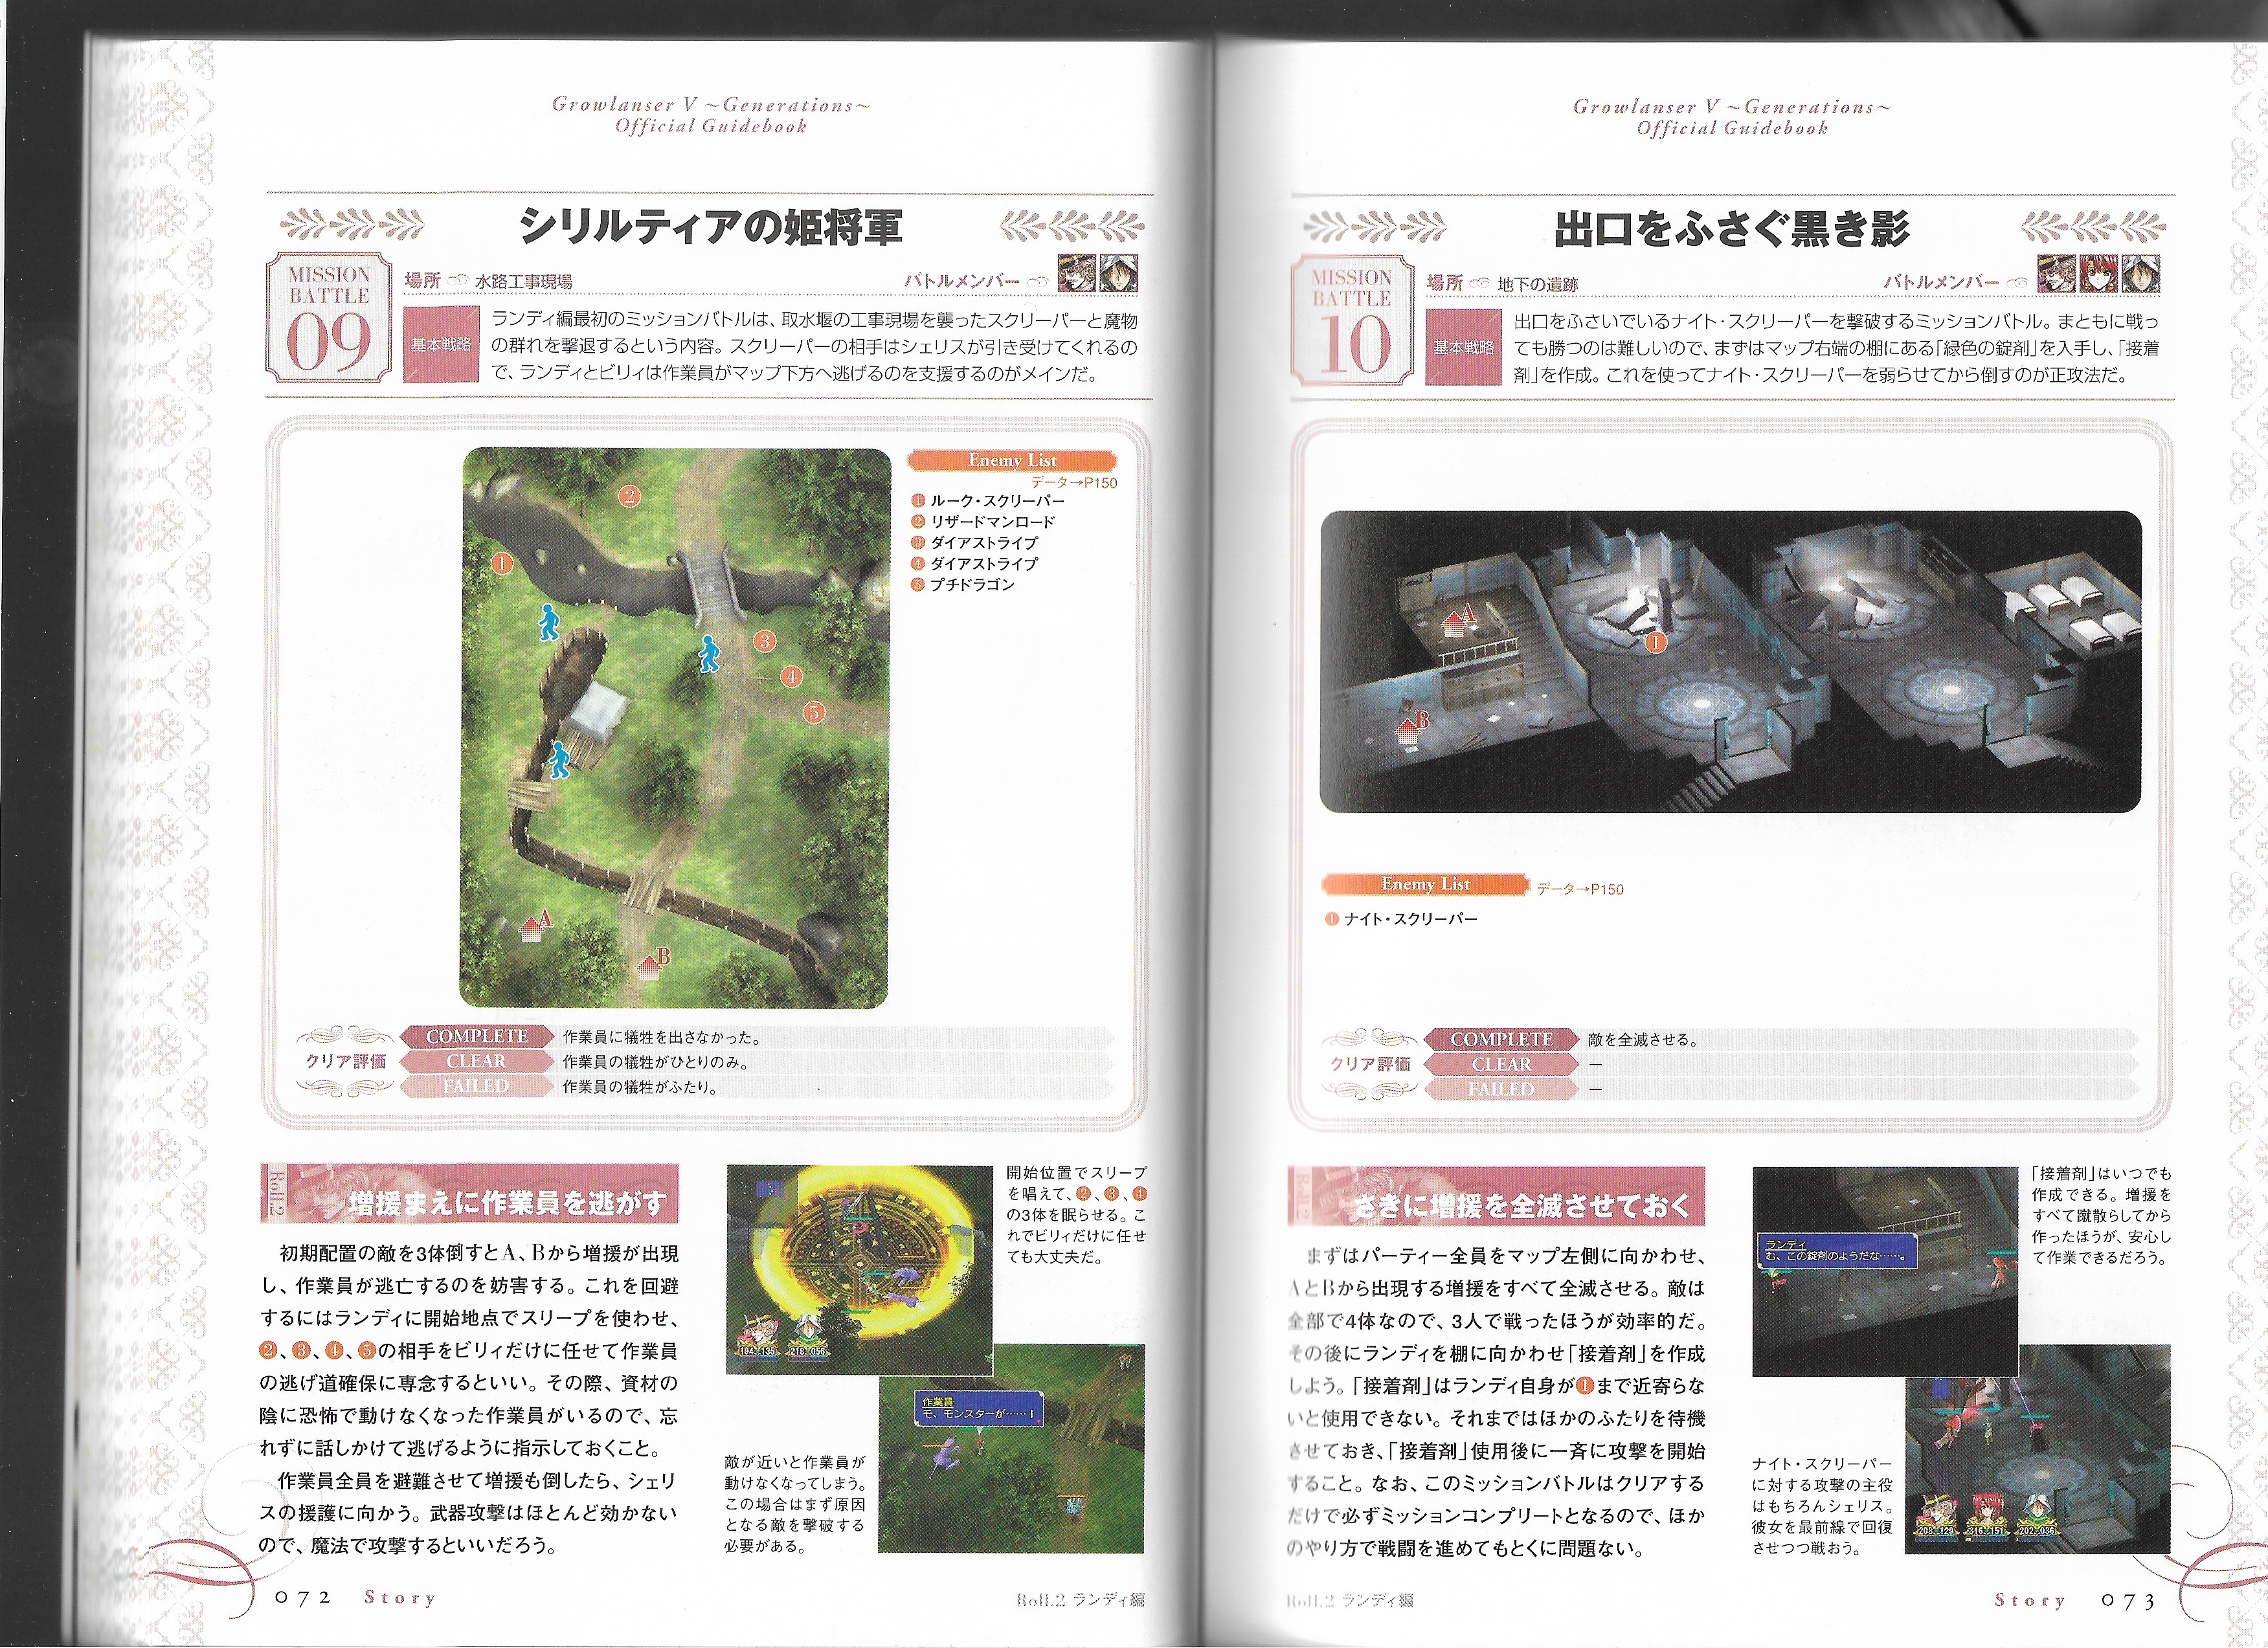 Growlanser V ~Generations~
Official Guidebook
シリルティアの姫将軍
MISSION
BATTLE
09
場所 水路工事現場
バトルメンバー
基本戦略
ランディ編最初のミッションバトルは、取水堰の工事現場を襲ったスクリーパーと魔物
の群れを撃退するという内容。スクリーパーの相手はシェリスが引き受けてくれるの
で、ランディとビリィは作業員がマップ下方へ逃げるのを支援するのがメインだ。
2
1
3
4
5
A
B
Enemy List
データ→P150
1 ルーク・スクリーパー
2 リザードマンロード
3 ダイアストライプ
4 ダイアストライプ
5 プチドラゴン
クリア評価
COMPLETE 作業員に犠牲を出さなかった。
CLEAR 作業員の犠牲がひとりのみ。
FAILED 作業員の犠牲がふたり。
Roll.2
増援まえに作業員を逃がす
初期配置の敵を3体倒すとA、Bから増援が出現
し、作業員が逃亡するのを妨害する。これを回避
するにはランディに開始地点でスリープを使わせ、
2、3、4、5の相手をビリィだけに任せて作業員
の逃げ道確保に専念するといい。その際、資材の
陰に恐怖で動けなくなった作業員がいるので、忘
れずに話しかけて逃げるように指示しておくこと。
作業員全員を避難させて増援も倒したら、シェリ
スの援護に向かう。武器攻撃はほとんど効かない
ので、魔法で攻撃するといいだろう。
194 135 218 056
開始位置でスリープ
を唱えて、2、3、4
の3体を眠らせる。こ
れでビリィだけに任せ
ても大丈夫だ。
作業員
モ、モンスターが……!
敵が近いと作業員が
動けなくなってしまう。
この場合はまず原因
となる敵を撃破する
必要がある。
072 Story
Roll.2 ランディ編
Growlanser V ~Generations~
Official Guidebook
出口をふさぐ黒き影
MISSION
BATTLE
10
場所 地下の遺跡
バトルメンバー
基本戦略
出口をふさいでいるナイト・スクリーパーを撃破するミッションバトル。まともに戦っ
ても勝つのは難しいので、まずはマップ右端の棚にある「緑色の錠剤」を入手し、「接着
剤」を作成。これを使ってナイト・スクリーパーを弱らせてから倒すのが正攻法だ。
A
1
B
Enemy List データ→P150
1 ナイト・スクリーパー
クリア評価
COMPLETE 敵を全滅させる。
CLEAR —
FAILED —
Roll.2
さきに増援を全滅させておく
まずはパーティー全員をマップ左側に向かわせ、
AとBから出現する増援をすべて全滅させる。敵は
全部で4体なので、3人で戦ったほうが効率的だ。
その後にランディを棚に向かわせ「接着剤」を作成
しよう。「接着剤」はランディ自身が1まで近寄らな
いと使用できない。それまではほかのふたりを待機
させておき、「接着剤」使用後に一斉に攻撃を開始
すること。なお、このミッションバトルはクリアする
だけで必ずミッションコンプリートとなるので、ほか
のやり方で戦闘を進めてもとくに問題ない。
ランディ
む、この錠剤のようだな……。
「接着剤」はいつでも
作成できる。増援を
すべて蹴散らしてから
作ったほうが、安心し
て作業できるだろう。
208 129 316 151 202 036
ナイト・スクリーパー
に対する攻撃の主役
はもちろんシェリス。
彼女を最前線で回復
させつつ戦おう。
Roll.2 ランディ編
Story 073